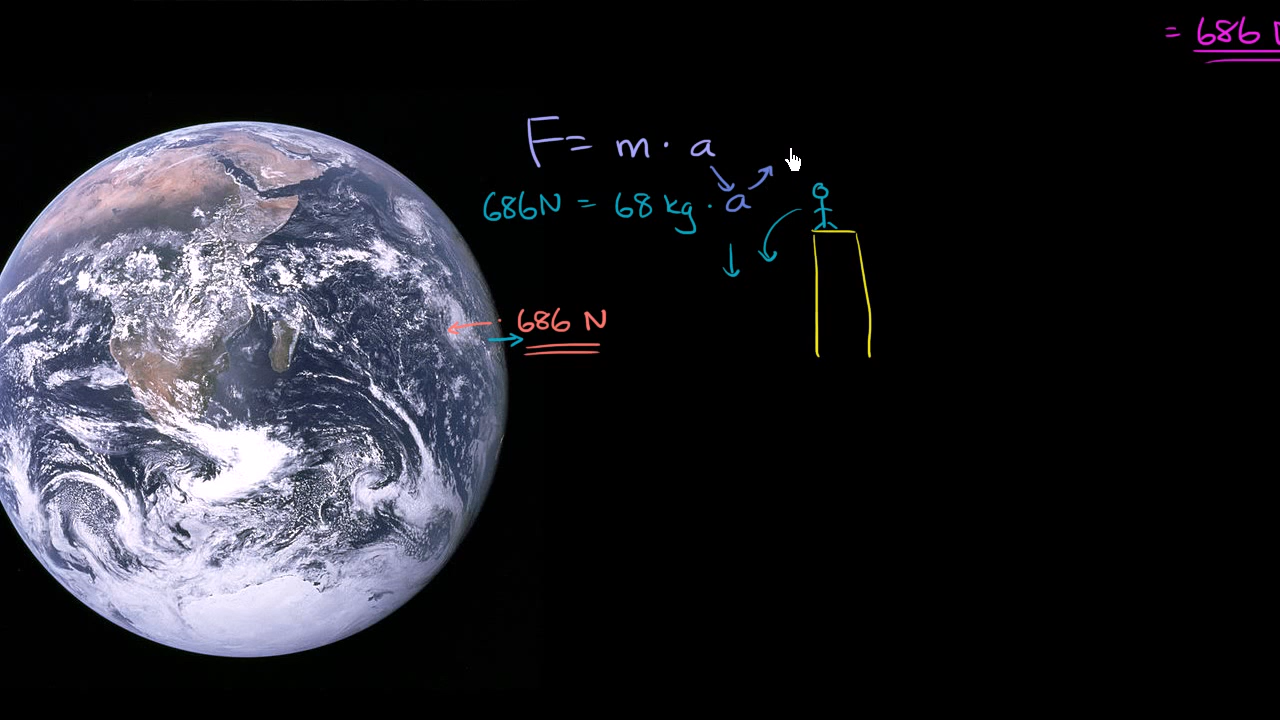 = 686
F = m · a
686N = 68 kg · a
686 N